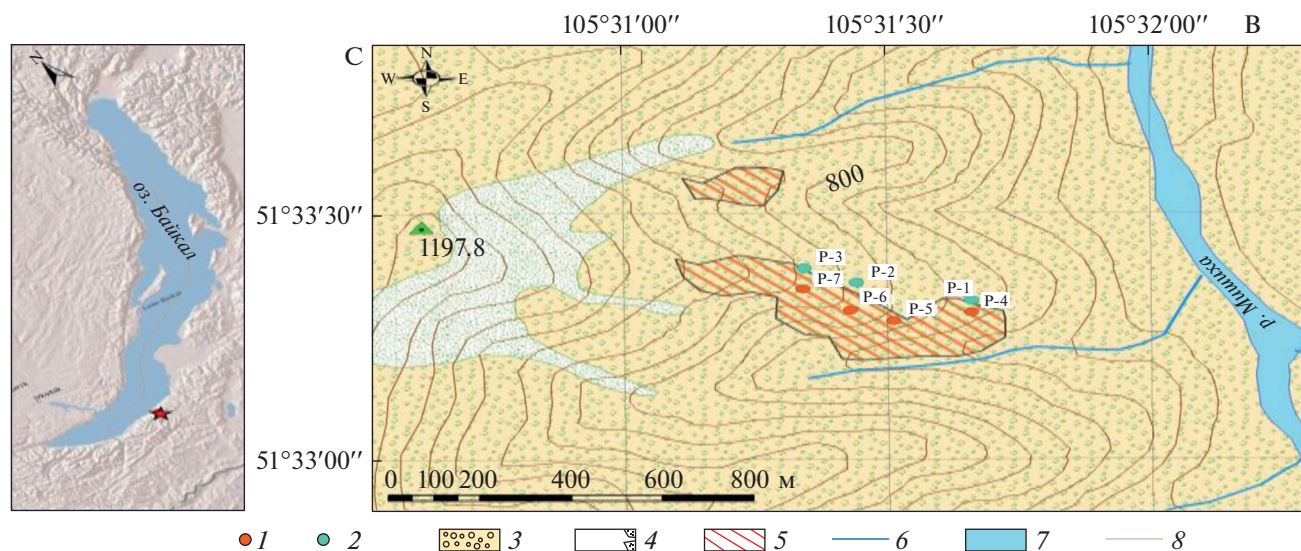 105°31′00″ 105°31′30″ 105°32′00″ В
С
N
W E
S
N
оз. Байкал
51°33′30″
1197.8
800
P-3
P-7
P-2
P-6
P-5
P-1
P-4
р. Мишиха
51°33′00″
0 100 200 400 600 800 м
1 2 3 4 5 6 7 8